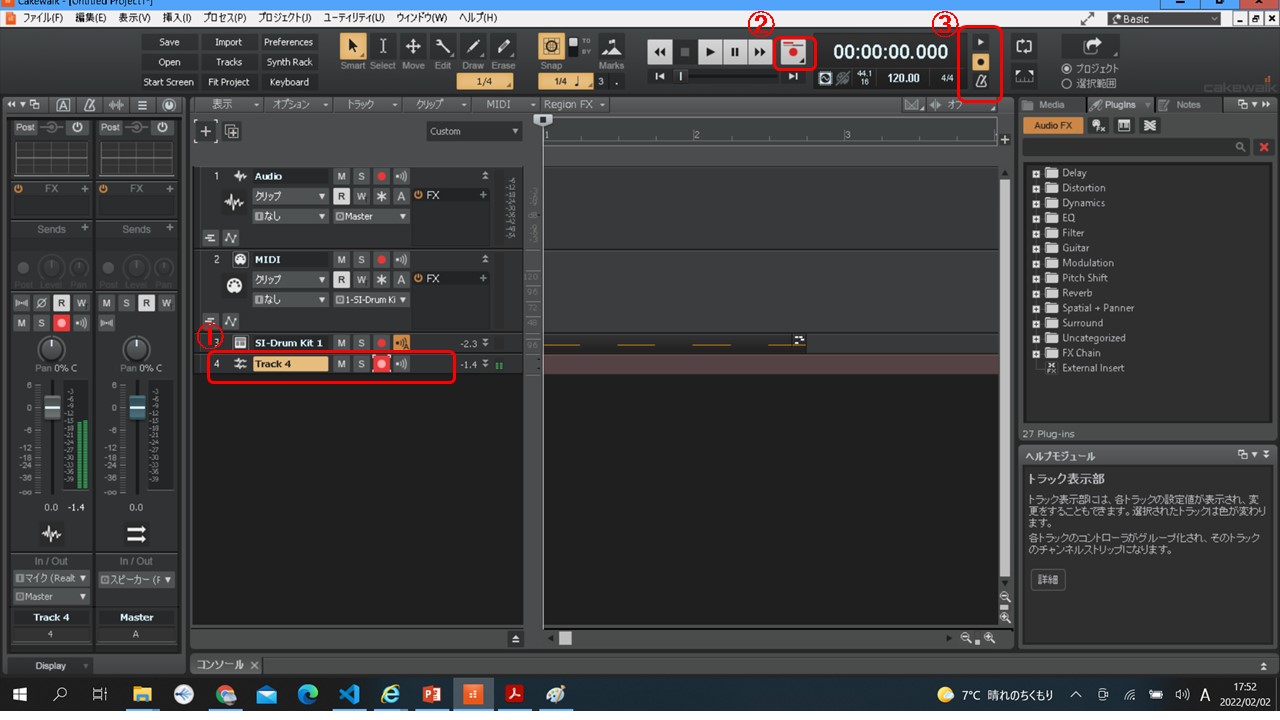 Cakewalk - [Untitled Project1*]
ファイル(F) 編集(E) 表示(V) 挿入(I) プロセス(P) プロジェクト(J) ユーティリティ(U) ウィンドウ(W) ヘルプ(H)
Basic
② ③
Save Import Preferences
Open Tracks Synth Rack
Start Screen Fit Project Keyboard
Smart Select Move Edit Draw Erase
1/4
Snap TO BY Marks
1/4 3
00:00:00.000
44.1 16 120.00 4/4
プロジェクト
選択範囲
cakewalk
表示 オプション トラック クリップ MIDI Region FX オフ
Custom
1 2 3
Post Post
FX FX
Sends Sends
Post Level Pan Post Level Pan
R W M S R W
M S
Pan 0% C Pan 0% C
0.0 -1.4 0.0
In / Out In / Out
マイク (Realt スピーカー (F
Master
Track 4 Master
4 A
Display
1 Audio M S
クリップ R W A FX
なし Master
2 MIDI M S
クリップ R W A FX
なし 1-SI-Drum Ki
①
3 SI-Drum Kit 1 M S -2.3
4 Track 4 M S -1.4
コンソール
Media PlugIns Notes
Audio FX
Delay
Distortion
Dynamics
EQ
Filter
Guitar
Modulation
Pitch Shift
Reverb
Spatial + Panner
Surround
Uncategorized
FX Chain
External Insert
27 Plug-ins
ヘルプモジュール
トラック表示部
トラック表示部には、各トラックの設定値が表示され、変
更をすることもできます。選択されたトラックは色が変わり
ます。
各トラックのコントローラがグループ化され、そのトラック
のチャンネルストリップになります。
詳細
7°C 晴れのちくもり A 17:52
2022/02/02